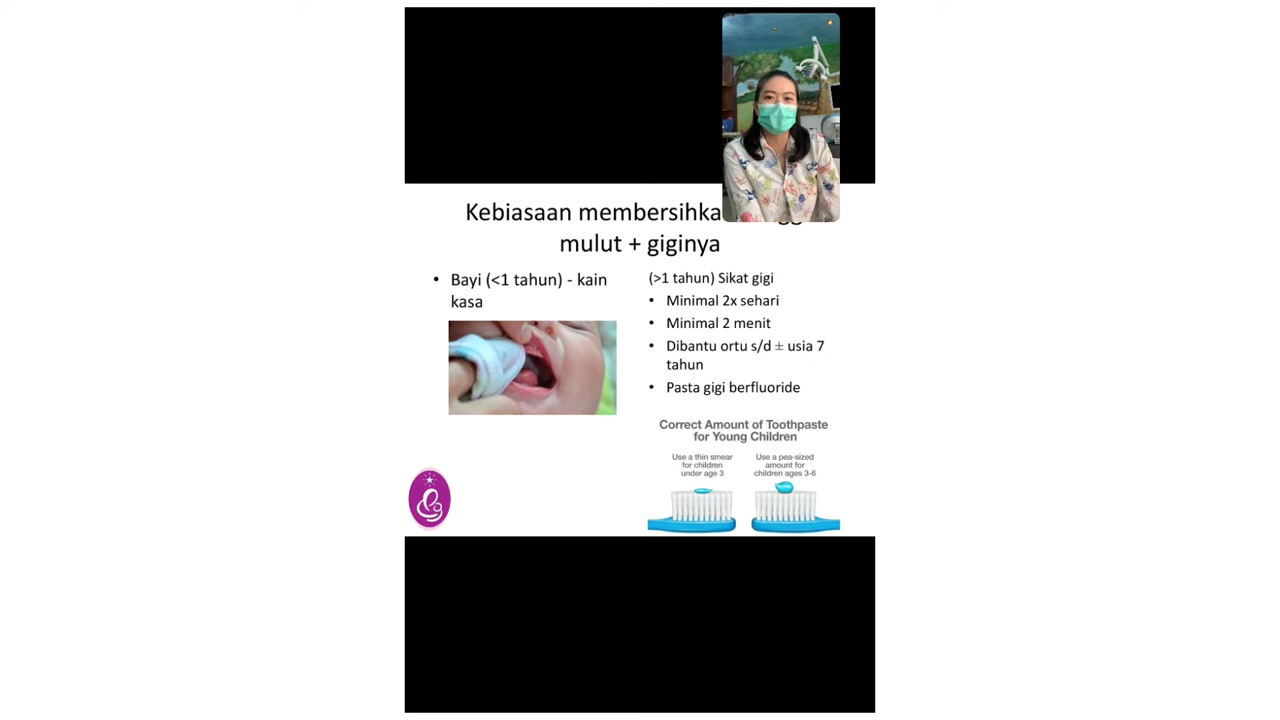 Kebiasaan membersihka
mulut + giginya
• Bayi (<1 tahun) - kain
kasa
(>1 tahun) Sikat gigi
• Minimal 2x sehari
• Minimal 2 menit
• Dibantu ortu s/d ± usia 7
tahun
• Pasta gigi berfluoride
Correct Amount of Toothpaste
for Young Children
Use a thin smear
for children
under age 3
Use a pea-sized
amount for
children ages 3-6